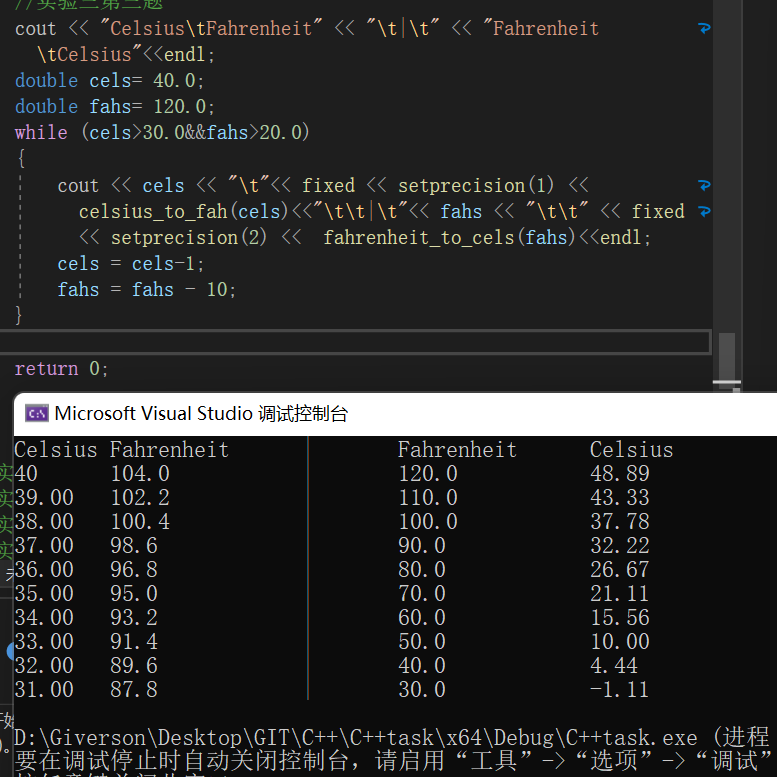 //实验三第三题
cout << "Celsius\tFahrenheit" << "\t|\t" << "Fahrenheit
\tCelsius"<<endl;
double cels= 40.0;
double fahs= 120.0;
while (cels>30.0&&fahs>20.0)
{
cout << cels << "\t"<< fixed << setprecision(1) <<
celsius_to_fah(cels)<<"\t\t|\t"<< fahs << "\t\t" << fixed
<< setprecision(2) << fahrenheit_to_cels(fahs)<<endl;
cels = cels-1;
fahs = fahs - 10;
}
return 0;
Microsoft Visual Studio 调试控制台
Celsius Fahrenheit | Fahrenheit Celsius
40 104.0 | 120.0 48.89
39.00 102.2 | 110.0 43.33
38.00 100.4 | 100.0 37.78
37.00 98.6 | 90.0 32.22
36.00 96.8 | 80.0 26.67
35.00 95.0 | 70.0 21.11
34.00 93.2 | 60.0 15.56
33.00 91.4 | 50.0 10.00
32.00 89.6 | 40.0 4.44
31.00 87.8 | 30.0 -1.11
D:\Giverson\Desktop\GIT\C++\C++task\x64\Debug\C++task.exe (进程
要在调试停止时自动关闭控制台，请启用“工具”->“选项”->“调试”